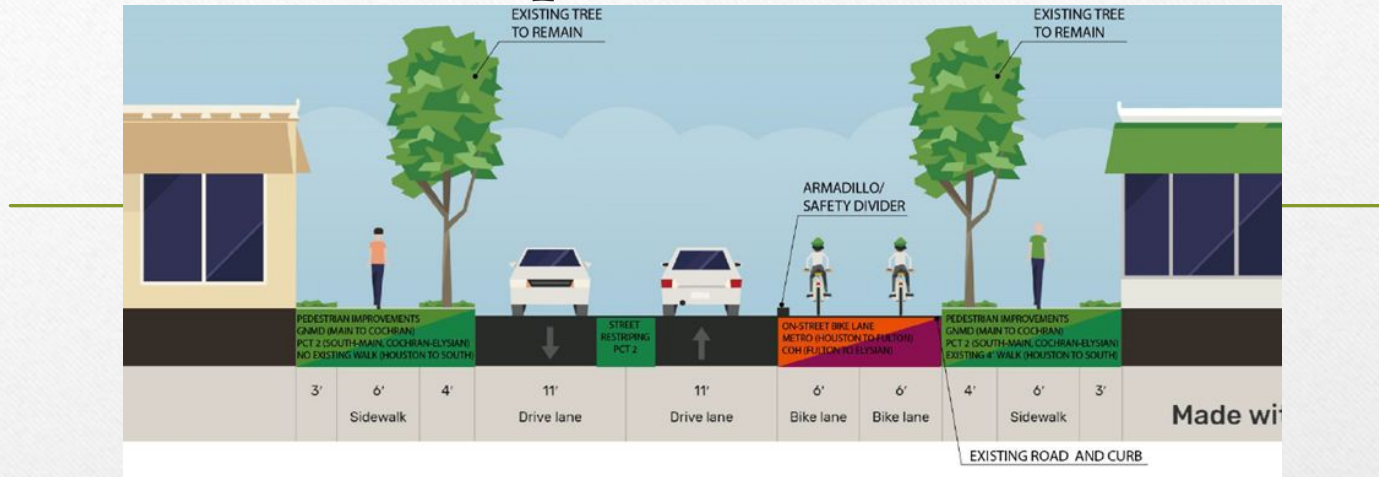 EXISTING TREE
TO REMAIN
EXISTING TREE
TO REMAIN
ARMADILLO/
SAFETY DIVIDER
PEDESTRIAN IMPROVEMENTS
GNMD (MAIN TO COCHRAN)
PCT 2 (SOUTH-MAIN, COCHRAN-ELYSIAN)
NO EXISTING WALK (HOUSTON TO SOUTH)
STREET
RESTRIPING
PCT 2
ON-STREET BIKE LANE
METRO (HOUSTON TO FULTON)
COH (FULTON TO ELYSIAN)
PEDESTRIAN IMPROVEMENTS
GNMD (MAIN TO COCHRAN)
PCT 2 (SOUTH-MAIN, COCHRAN-ELYSIAN)
EXISTING 4' WALK (HOUSTON TO SOUTH)
3' 6' 4' 11' 11' 6' 6' 4' 6' 3'
Sidewalk Drive lane Drive lane Bike lane Bike lane Sidewalk
Made wi
EXISTING ROAD AND CURB